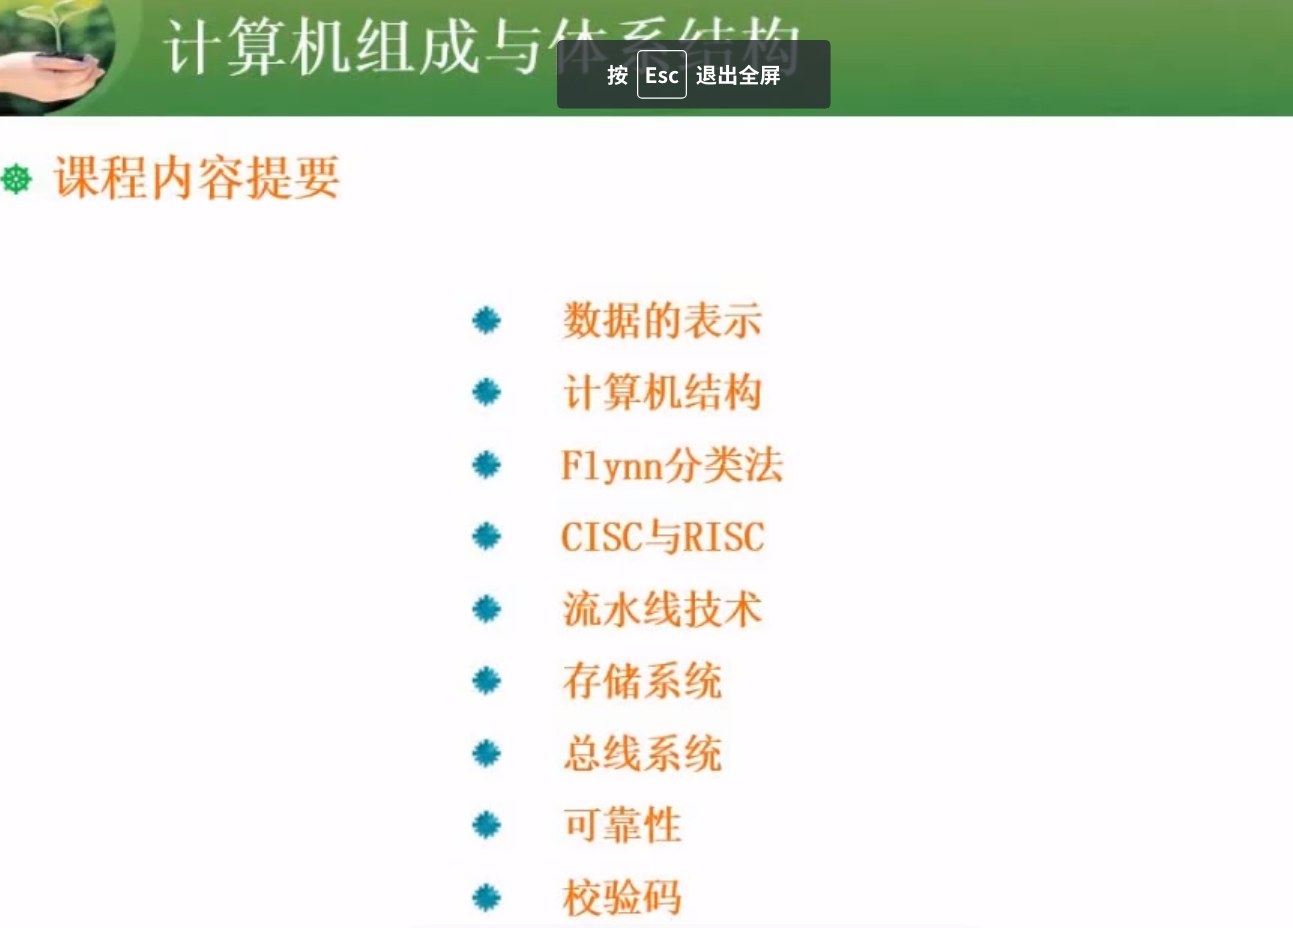 计算机组成与体系结构
按 Esc 退出全屏
课程内容提要
数据的表示
计算机结构
Flynn分类法
CISC与RISC
流水线技术
存储系统
总线系统
可靠性
校验码